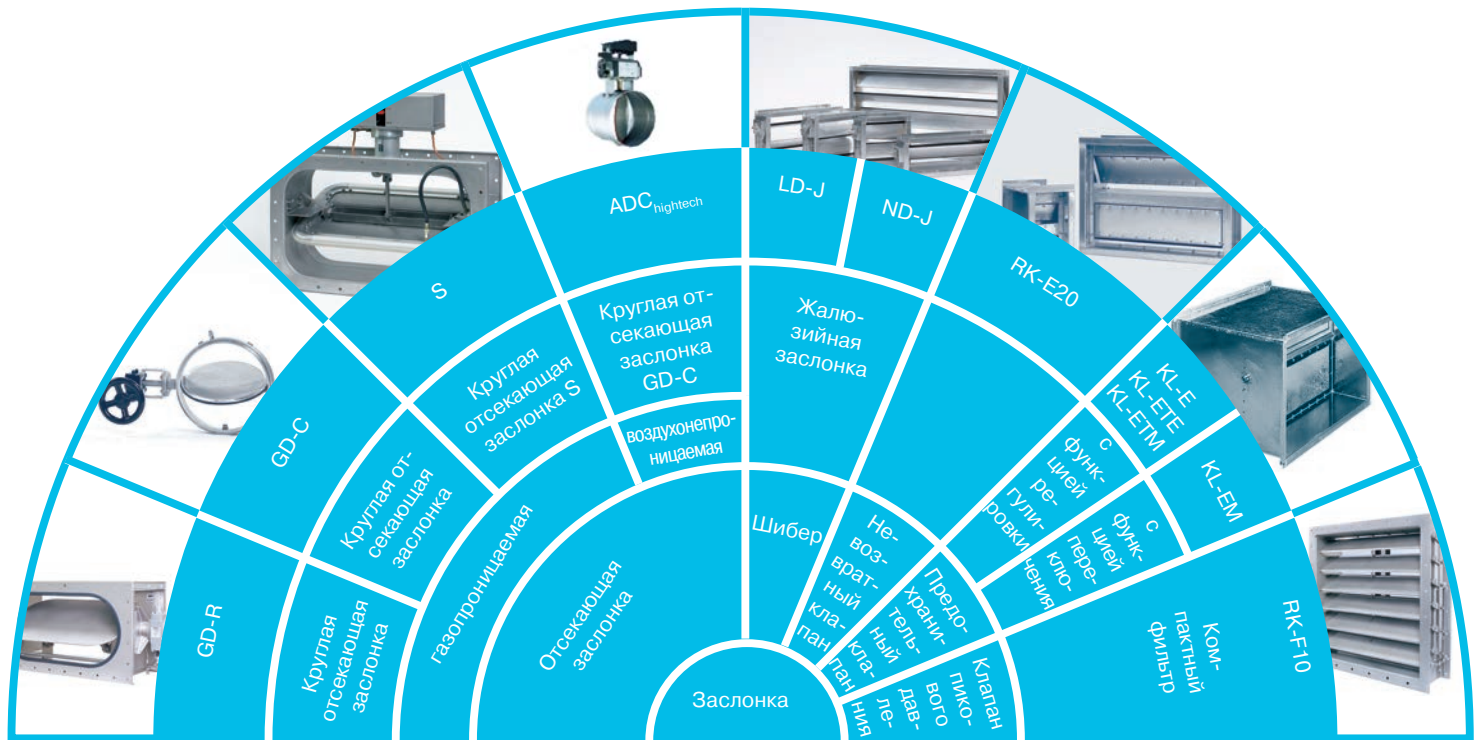 ADChightech
LD-J
ND-J
S
RK-E20
Круглая от-
секающая
заслонка
GD-C
Жалю-
зийная
заслонка
Круглая
отсекающая
заслонка S
GD-C
KL-E
KL-ETE
KL-ETM
воздухонепро-
ницаемая
с
функ-
цией
ре-
гули-
ровки
Круглая от-
секающая
заслонка
KL-EM
газопроницаемая
Шибер
Не-
воз-
врат-
ный
кла-
пан
с
функ-
цией
пере-
клю-
чения
GD-R
Отсекающая
заслонка
Предо-
храни-
тель-
ный
кла-
пан
RK-F10
Круглая
отсекающая
заслонка
Ком-
пактный
фильтр
Клапан
пико-
вого
дав-
ле-
ния
Заслонка